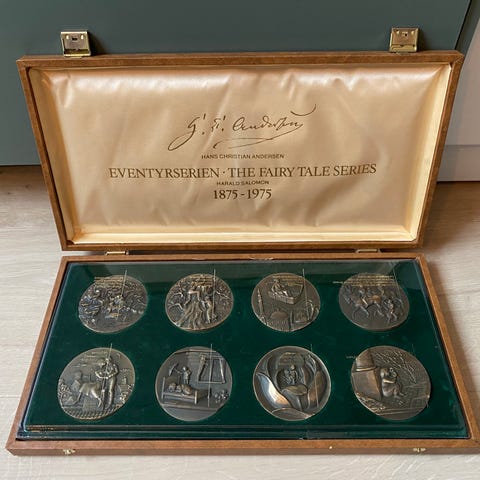 H. C. Andersen
HANS CHRISTIAN ANDERSEN
EVENTYRSERIEN · THE FAIRY TALE SERIES
HARALD SALOMON
1875-1975